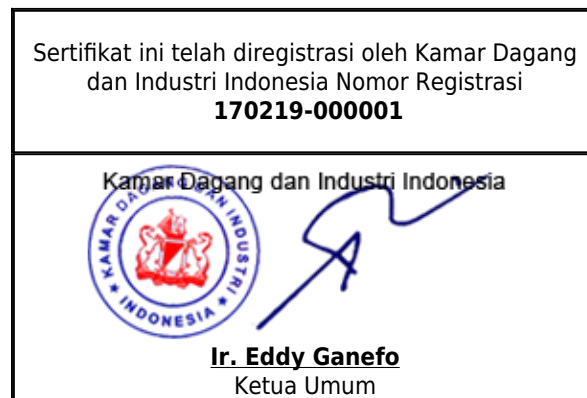 Sertifikat ini telah diregistrasi oleh Kamar Dagang
dan Industri Indonesia Nomor Registrasi
170219-000001
Kamar Dagang dan Industri Indonesia
KAMAR DAGANG DAN INDUSTRI
INDONESIA
Ir. Eddy Ganefo
Ketua Umum